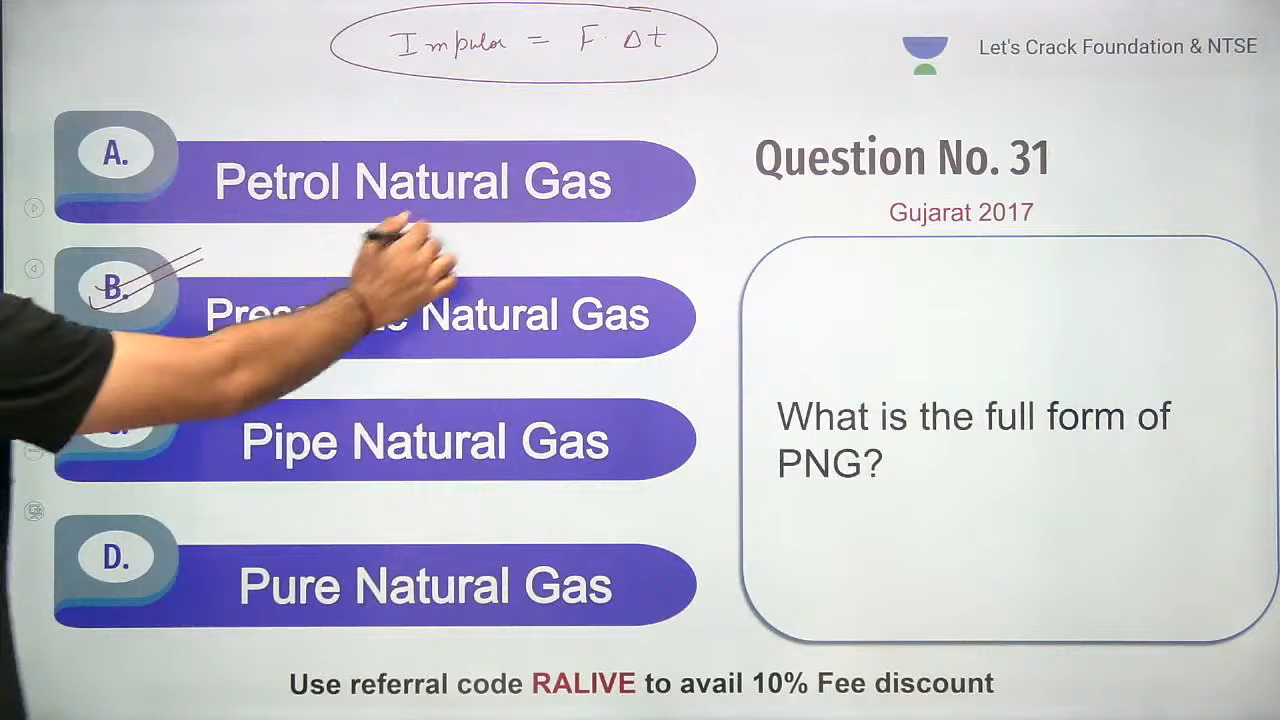 Impulse = F. Δt
Let's Crack Foundation & NTSE
A.
Petrol Natural Gas
Question No. 31
Gujarat 2017
B.
Natural Gas
Pipe Natural Gas
What is the full form of
PNG?
D.
Pure Natural Gas
Use referral code RALIVE to avail 10% Fee discount